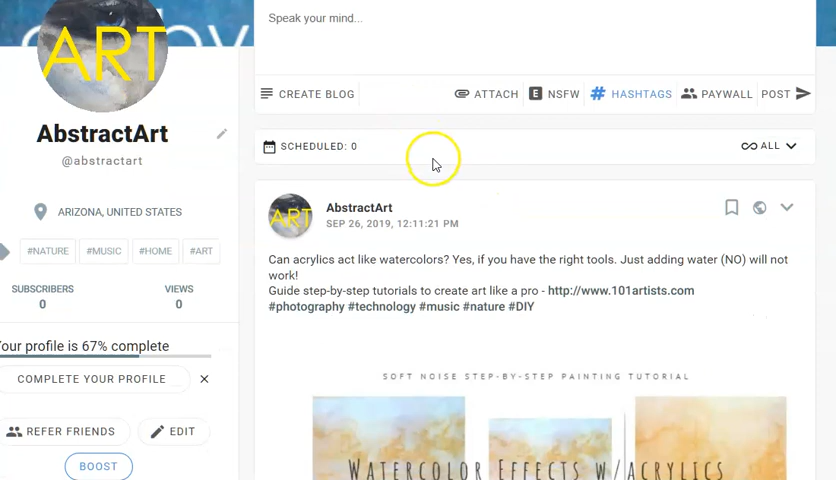 ART
AbstractArt
@abstractart
ARIZONA, UNITED STATES
#NATURE #MUSIC #HOME #ART
SUBSCRIBERS VIEWS
0 0
Your profile is 67% complete
COMPLETE YOUR PROFILE
REFER FRIENDS EDIT
BOOST
Speak your mind...
CREATE BLOG ATTACH E NSFW # HASHTAGS PAYWALL POST
SCHEDULED: 0 ALL
ART
AbstractArt
SEP 26, 2019, 12:11:21 PM
Can acrylics act like watercolors? Yes, if you have the right tools. Just adding water (NO) will not
work!
Guide step-by-step tutorials to create art like a pro - http://www.101artists.com
#photography #technology #music #nature #DIY
SOFT NOISE STEP-BY-STEP PAINTING TUTORIAL
WATERCOLOR EFFECTS W/ACRYLICS